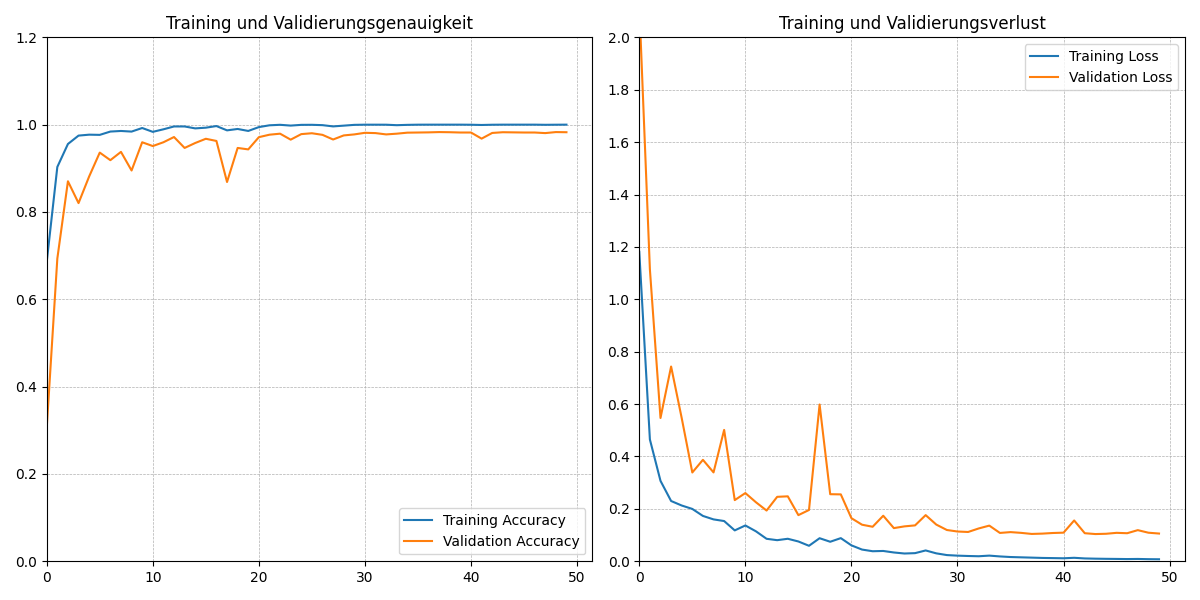 Training und Validierungsgenauigkeit
1.2
1.0
0.8
0.6
0.4
0.2
0.0
0 10 20 30 40 50
Training Accuracy
Validation Accuracy
Training und Validierungsverlust
2.0
1.8
1.6
1.4
1.2
1.0
0.8
0.6
0.4
0.2
0.0
0 10 20 30 40 50
Training Loss
Validation Loss